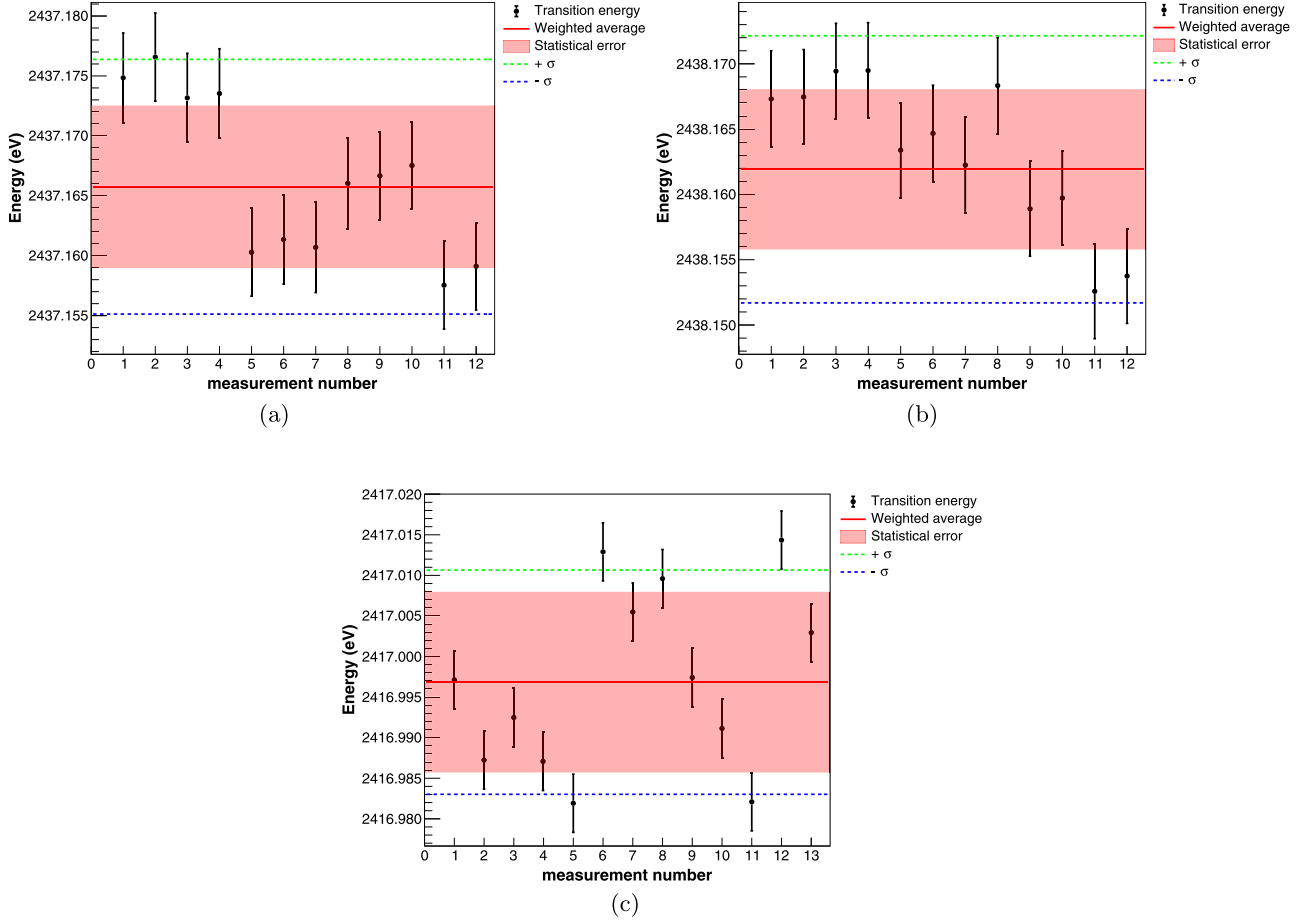 Energy (eV)
2437.180
2437.175
2437.170
2437.165
2437.160
2437.155
0 1 2 3 4 5 6 7 8 9 10 11 12
measurement number
Transition energy
Weighted average
Statistical error
+ σ
- σ
(a)
Energy (eV)
2438.170
2438.165
2438.160
2438.155
2438.150
0 1 2 3 4 5 6 7 8 9 10 11 12
measurement number
Transition energy
Weighted average
Statistical error
+ σ
- σ
(b)
Energy (eV)
2417.020
2417.015
2417.010
2417.005
2417.000
2416.995
2416.990
2416.985
2416.980
0 1 2 3 4 5 6 7 8 9 10 11 12 13
measurement number
Transition energy
Weighted average
Statistical error
+ σ
- σ
(c)